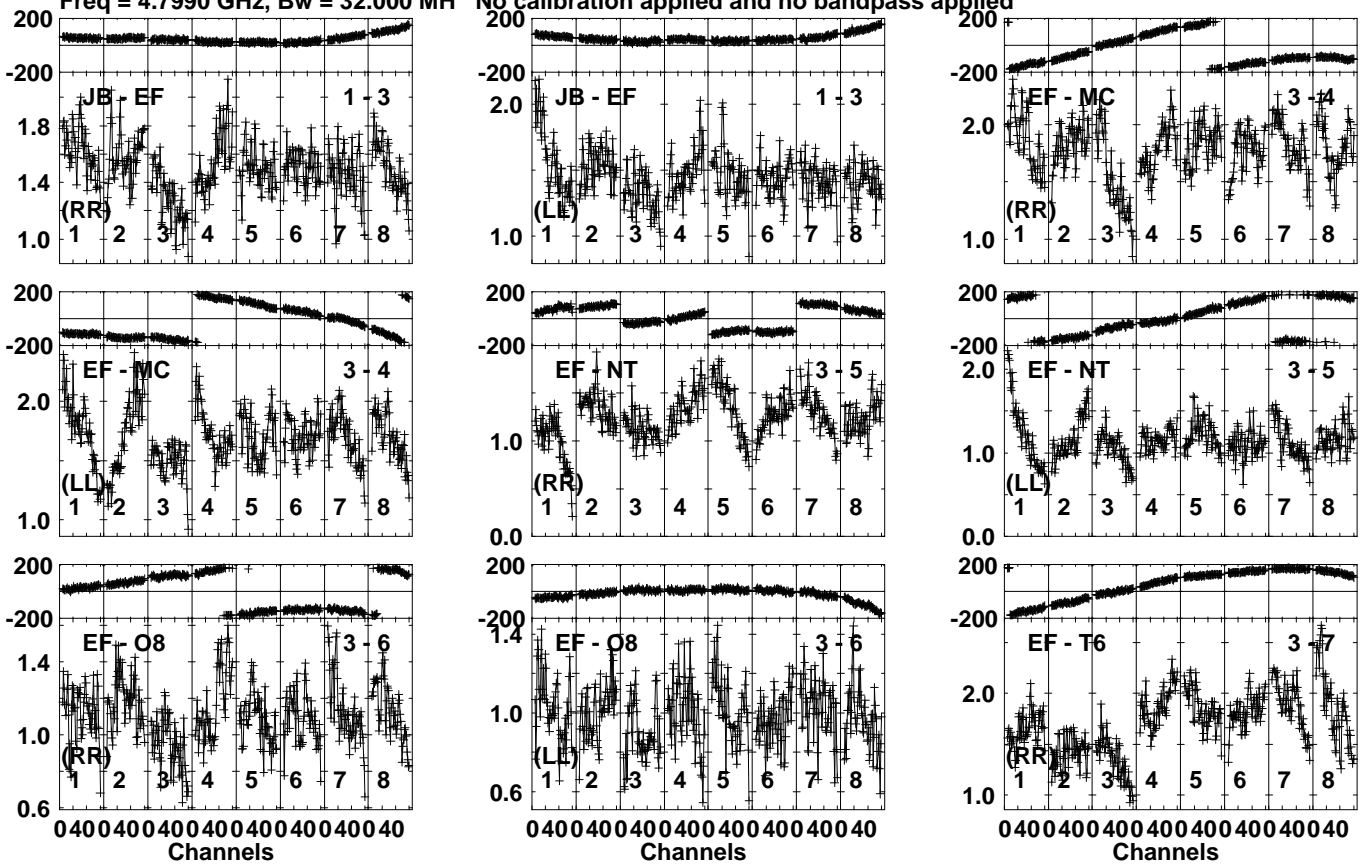 Freq = 4.7990 GHz, Bw = 32.000 MH No calibration applied and no bandpass applied
200 200 200
-200 -200 -200
JB - EF 1 - 3 JB - EF 1 - 3 EF - MC 3 - 4
1.8 2.0 2.0
1.4
(RR) (LL) (RR)
1.0 1.0 1.0
1 2 3 4 5 6 7 8 1 2 3 4 5 6 7 8 1 2 3 4 5 6 7 8
200 200 200
-200 -200 -200
EF - MC 3 - 4 EF - NT 3 - 5 EF - NT 3 - 5
2.0 1.0 2.0
1.0
(LL) (RR) (LL)
1 2 3 4 5 6 7 8 1 2 3 4 5 6 7 8 1 2 3 4 5 6 7 8
1.0 0.0 0.0
200 200 200
-200 -200 -200
EF - O8 3 - 6 EF - O8 3 - 6 EF - T6 3 - 7
1.4 1.4 2.0
1.0 1.0
(RR) (LL) (RR)
1 2 3 4 5 6 7 8 1 2 3 4 5 6 7 8 1 2 3 4 5 6 7 8
0.6 0.6 1.0
0 40 0 40 0 40 0 40 0 40 0 40 0 40 0 40 0 40 0 40 0 40 0 40 0 40 0 40 0 40 0 40 0 40 0 40 0 40 0 40 0 40 0 40 0 40 0 40
Channels Channels Channels